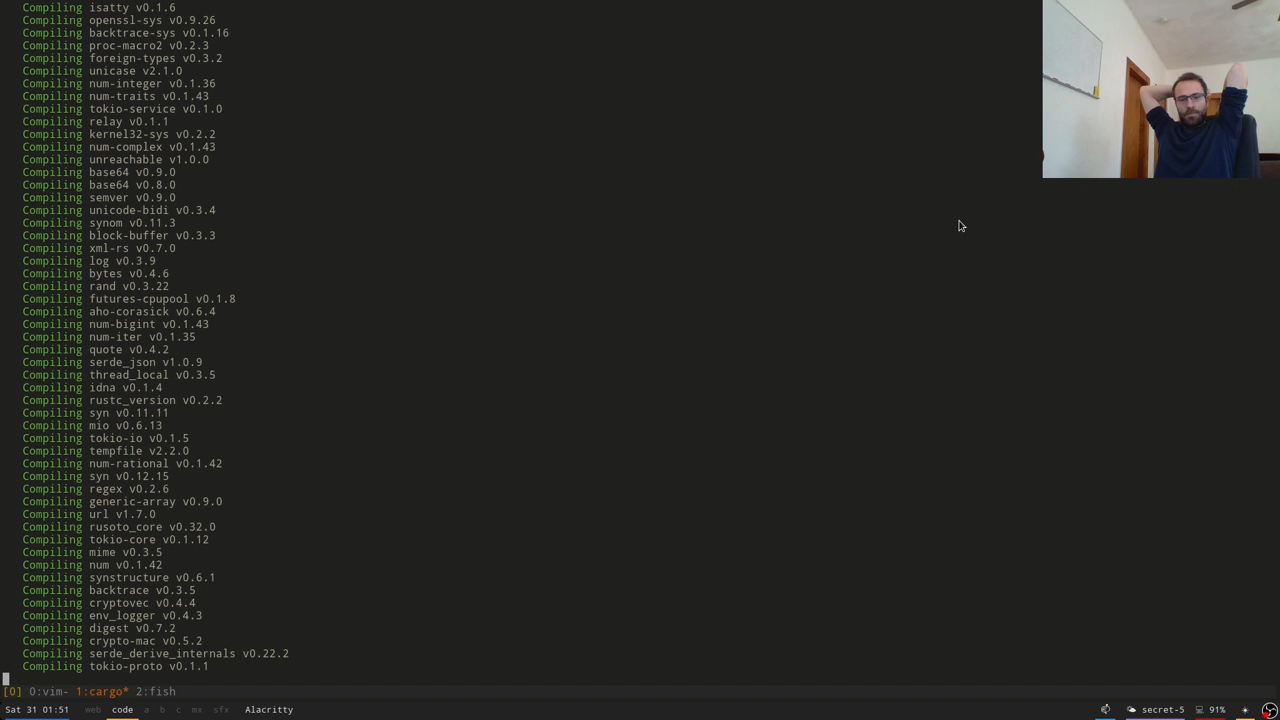 Compiling isatty v0.1.6
Compiling openssl-sys v0.9.26
Compiling backtrace-sys v0.1.16
Compiling proc-macro2 v0.2.3
Compiling foreign-types v0.3.2
Compiling unicase v2.1.0
Compiling num-integer v0.1.36
Compiling num-traits v0.1.43
Compiling tokio-service v0.1.0
Compiling relay v0.1.1
Compiling kernel32-sys v0.2.2
Compiling num-complex v0.1.43
Compiling unreachable v1.0.0
Compiling base64 v0.9.0
Compiling base64 v0.8.0
Compiling semver v0.9.0
Compiling unicode-bidi v0.3.4
Compiling synom v0.11.3
Compiling block-buffer v0.3.3
Compiling xml-rs v0.7.0
Compiling log v0.3.9
Compiling bytes v0.4.6
Compiling rand v0.3.22
Compiling futures-cpupool v0.1.8
Compiling aho-corasick v0.6.4
Compiling num-bigint v0.1.43
Compiling num-iter v0.1.35
Compiling quote v0.4.2
Compiling serde_json v1.0.9
Compiling thread_local v0.3.5
Compiling idna v0.1.4
Compiling rustc_version v0.2.2
Compiling syn v0.11.11
Compiling mio v0.6.13
Compiling tokio-io v0.1.5
Compiling tempfile v2.2.0
Compiling num-rational v0.1.42
Compiling syn v0.12.15
Compiling regex v0.2.6
Compiling generic-array v0.9.0
Compiling url v1.7.0
Compiling rusoto_core v0.32.0
Compiling tokio-core v0.1.12
Compiling mime v0.3.5
Compiling num v0.1.42
Compiling synstructure v0.6.1
Compiling backtrace v0.3.5
Compiling cryptovec v0.4.4
Compiling env_logger v0.4.3
Compiling digest v0.7.2
Compiling crypto-mac v0.5.2
Compiling serde_derive_internals v0.22.2
Compiling tokio-proto v0.1.1
[0] 0:vim- 1:cargo* 2:fish
Sat 31 01:51 web code a b c mx sfx Alacritty secret-5 91%